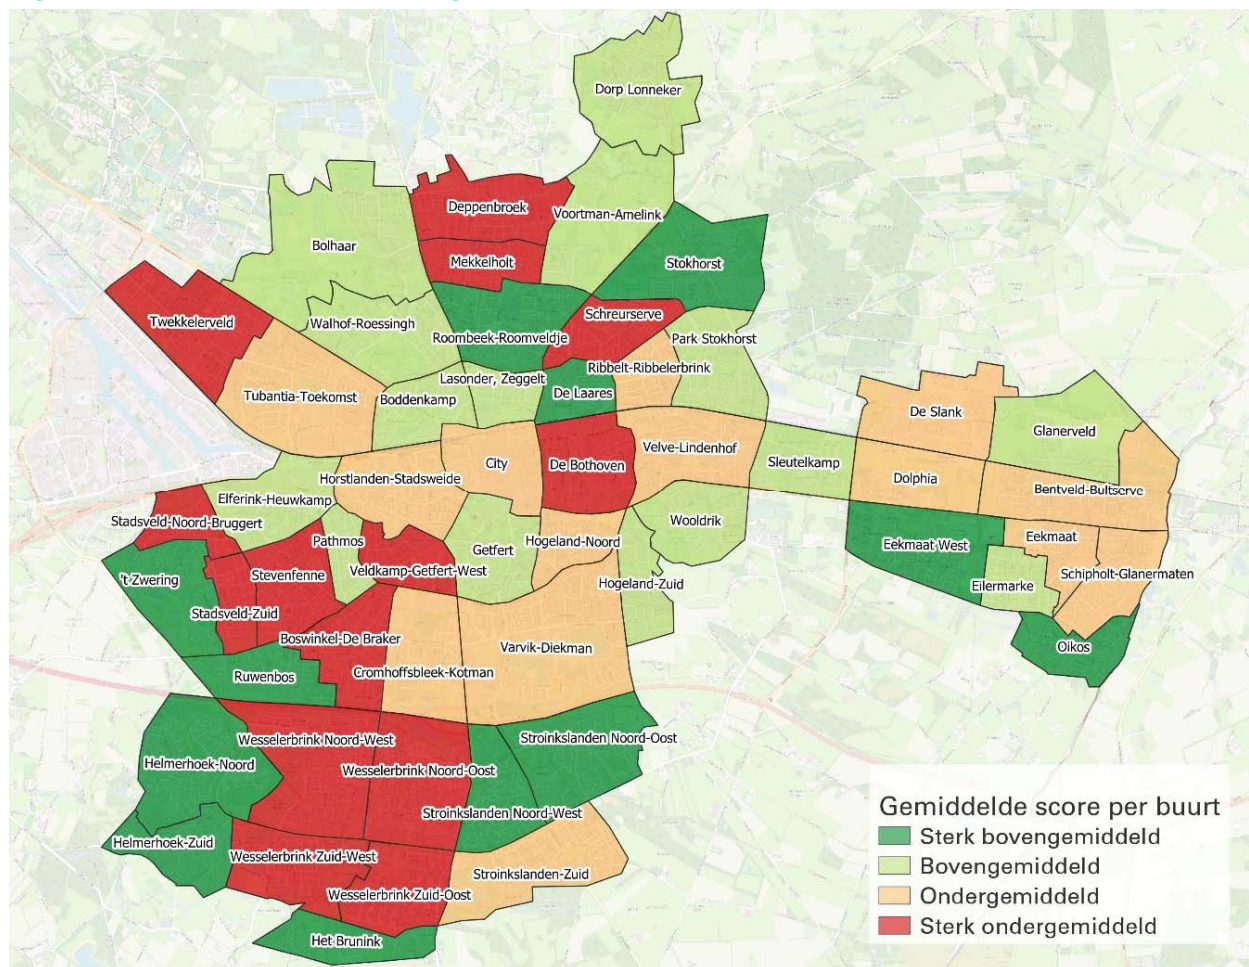 Dorp Lonneker
Deppenbroek
Voortman-Amelink
Bolhaar
Mekkelholt
Stokhorst
Twekkelerveld
Walhof-Roessingh
Schreurserve
Roombeek-Roomveldje
Park Stokhorst
Ribbelt-Ribbelerbrink
Lasonder, Zeggelt
Tubantia-Toekomst
Boddenkamp
De Laares
De Slank
Glanerveld
Velve-Lindenhof
City
De Bothoven
Sleutelkamp
Horstlanden-Stadsweide
Dolphia
Bentveld-Bultserve
Elferink-Heuwkamp
Stadsveld-Noord-Bruggert
Wooldrik
Pathmos
Hogeland-Noord
Getfert
Eekmaat West
Eekmaat
't Zwering
Stevenfenne
Veldkamp-Getfert-West
Hogeland-Zuid
Eilermarke
Schipholt-Glanermaten
Stadsveld-Zuid
Boswinkel-De Braker
Varvik-Diekman
Oikos
Ruwenbos
Cromhoffsbleek-Kotman
Wesselerbrink Noord-West
Stroinkslanden Noord-Oost
Helmerhoek-Noord
Wesselerbrink Noord-Oost
Stroinkslanden Noord-West
Helmerhoek-Zuid
Wesselerbrink Zuid-West
Stroinkslanden-Zuid
Wesselerbrink Zuid-Oost
Het Brunink
Gemiddelde score per buurt
Sterk bovengemiddeld
Bovengemiddeld
Ondergemiddeld
Sterk ondergemiddeld